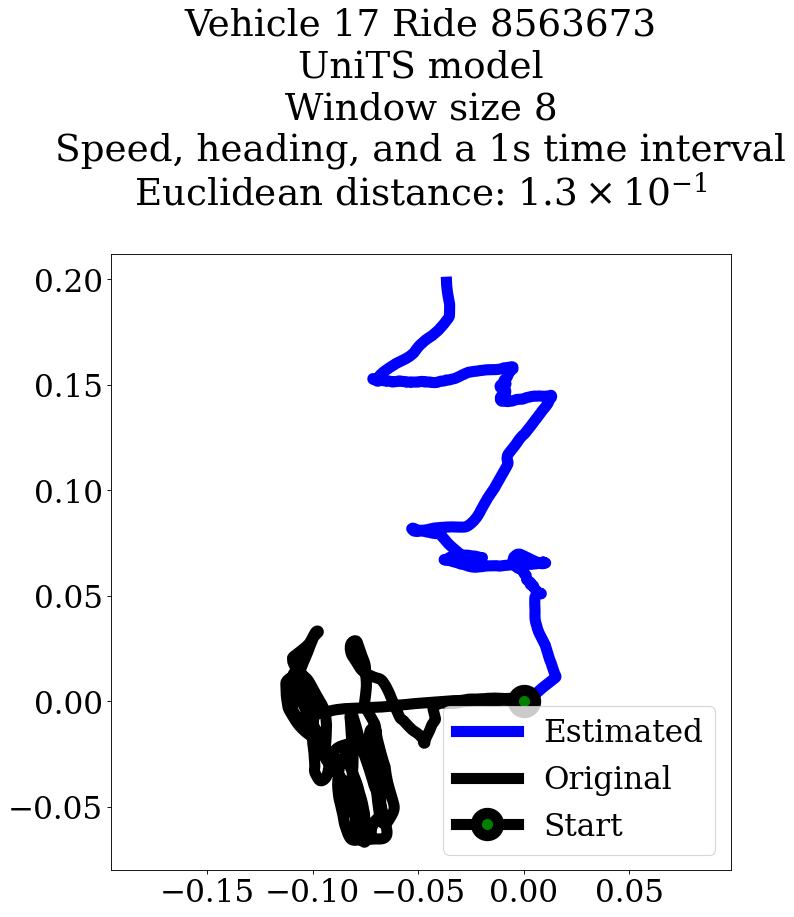 Vehicle 17 Ride 8563673
UniTS model
Window size 8
Speed, heading, and a 1s time interval
Euclidean distance: 1.3 × 10⁻¹
0.20
0.15
0.10
0.05
0.00
−0.05
Estimated
Original
Start
−0.15 −0.10 −0.05 0.00 0.05